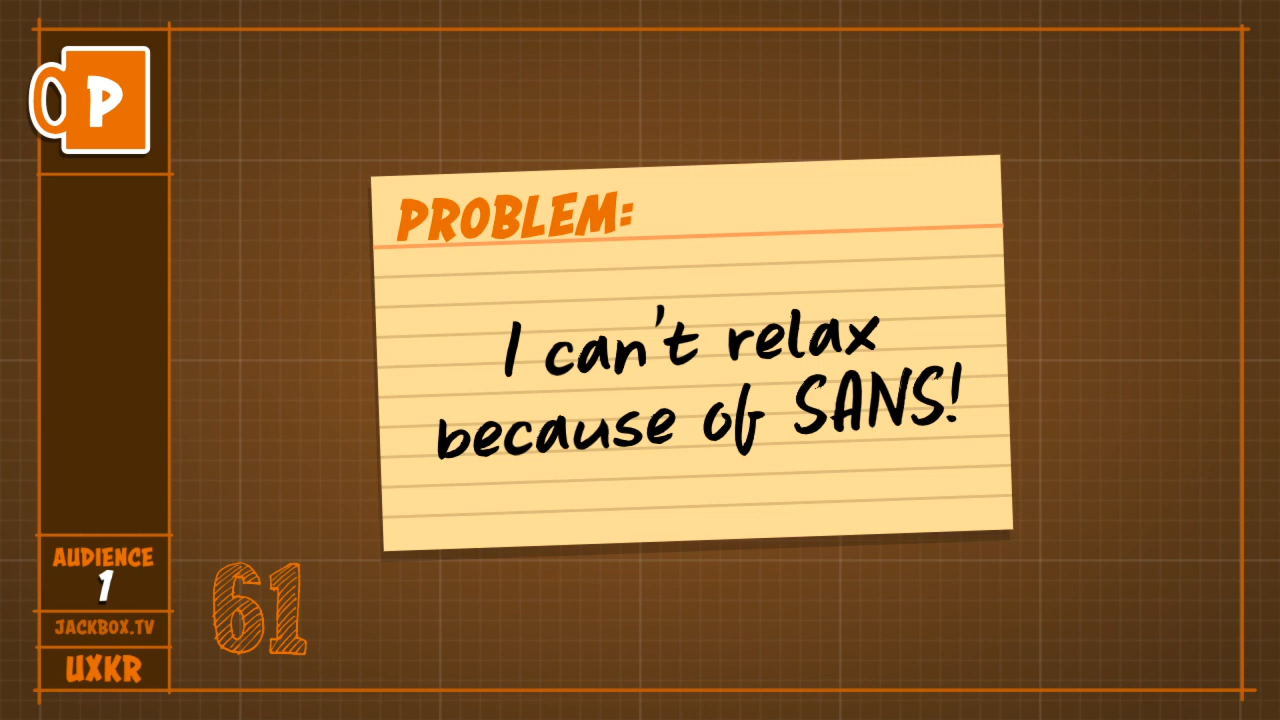 P
PROBLEM:
I can't relax
because of SANS!
AUDIENCE
1
JACKBOX.TV
UXKR
61